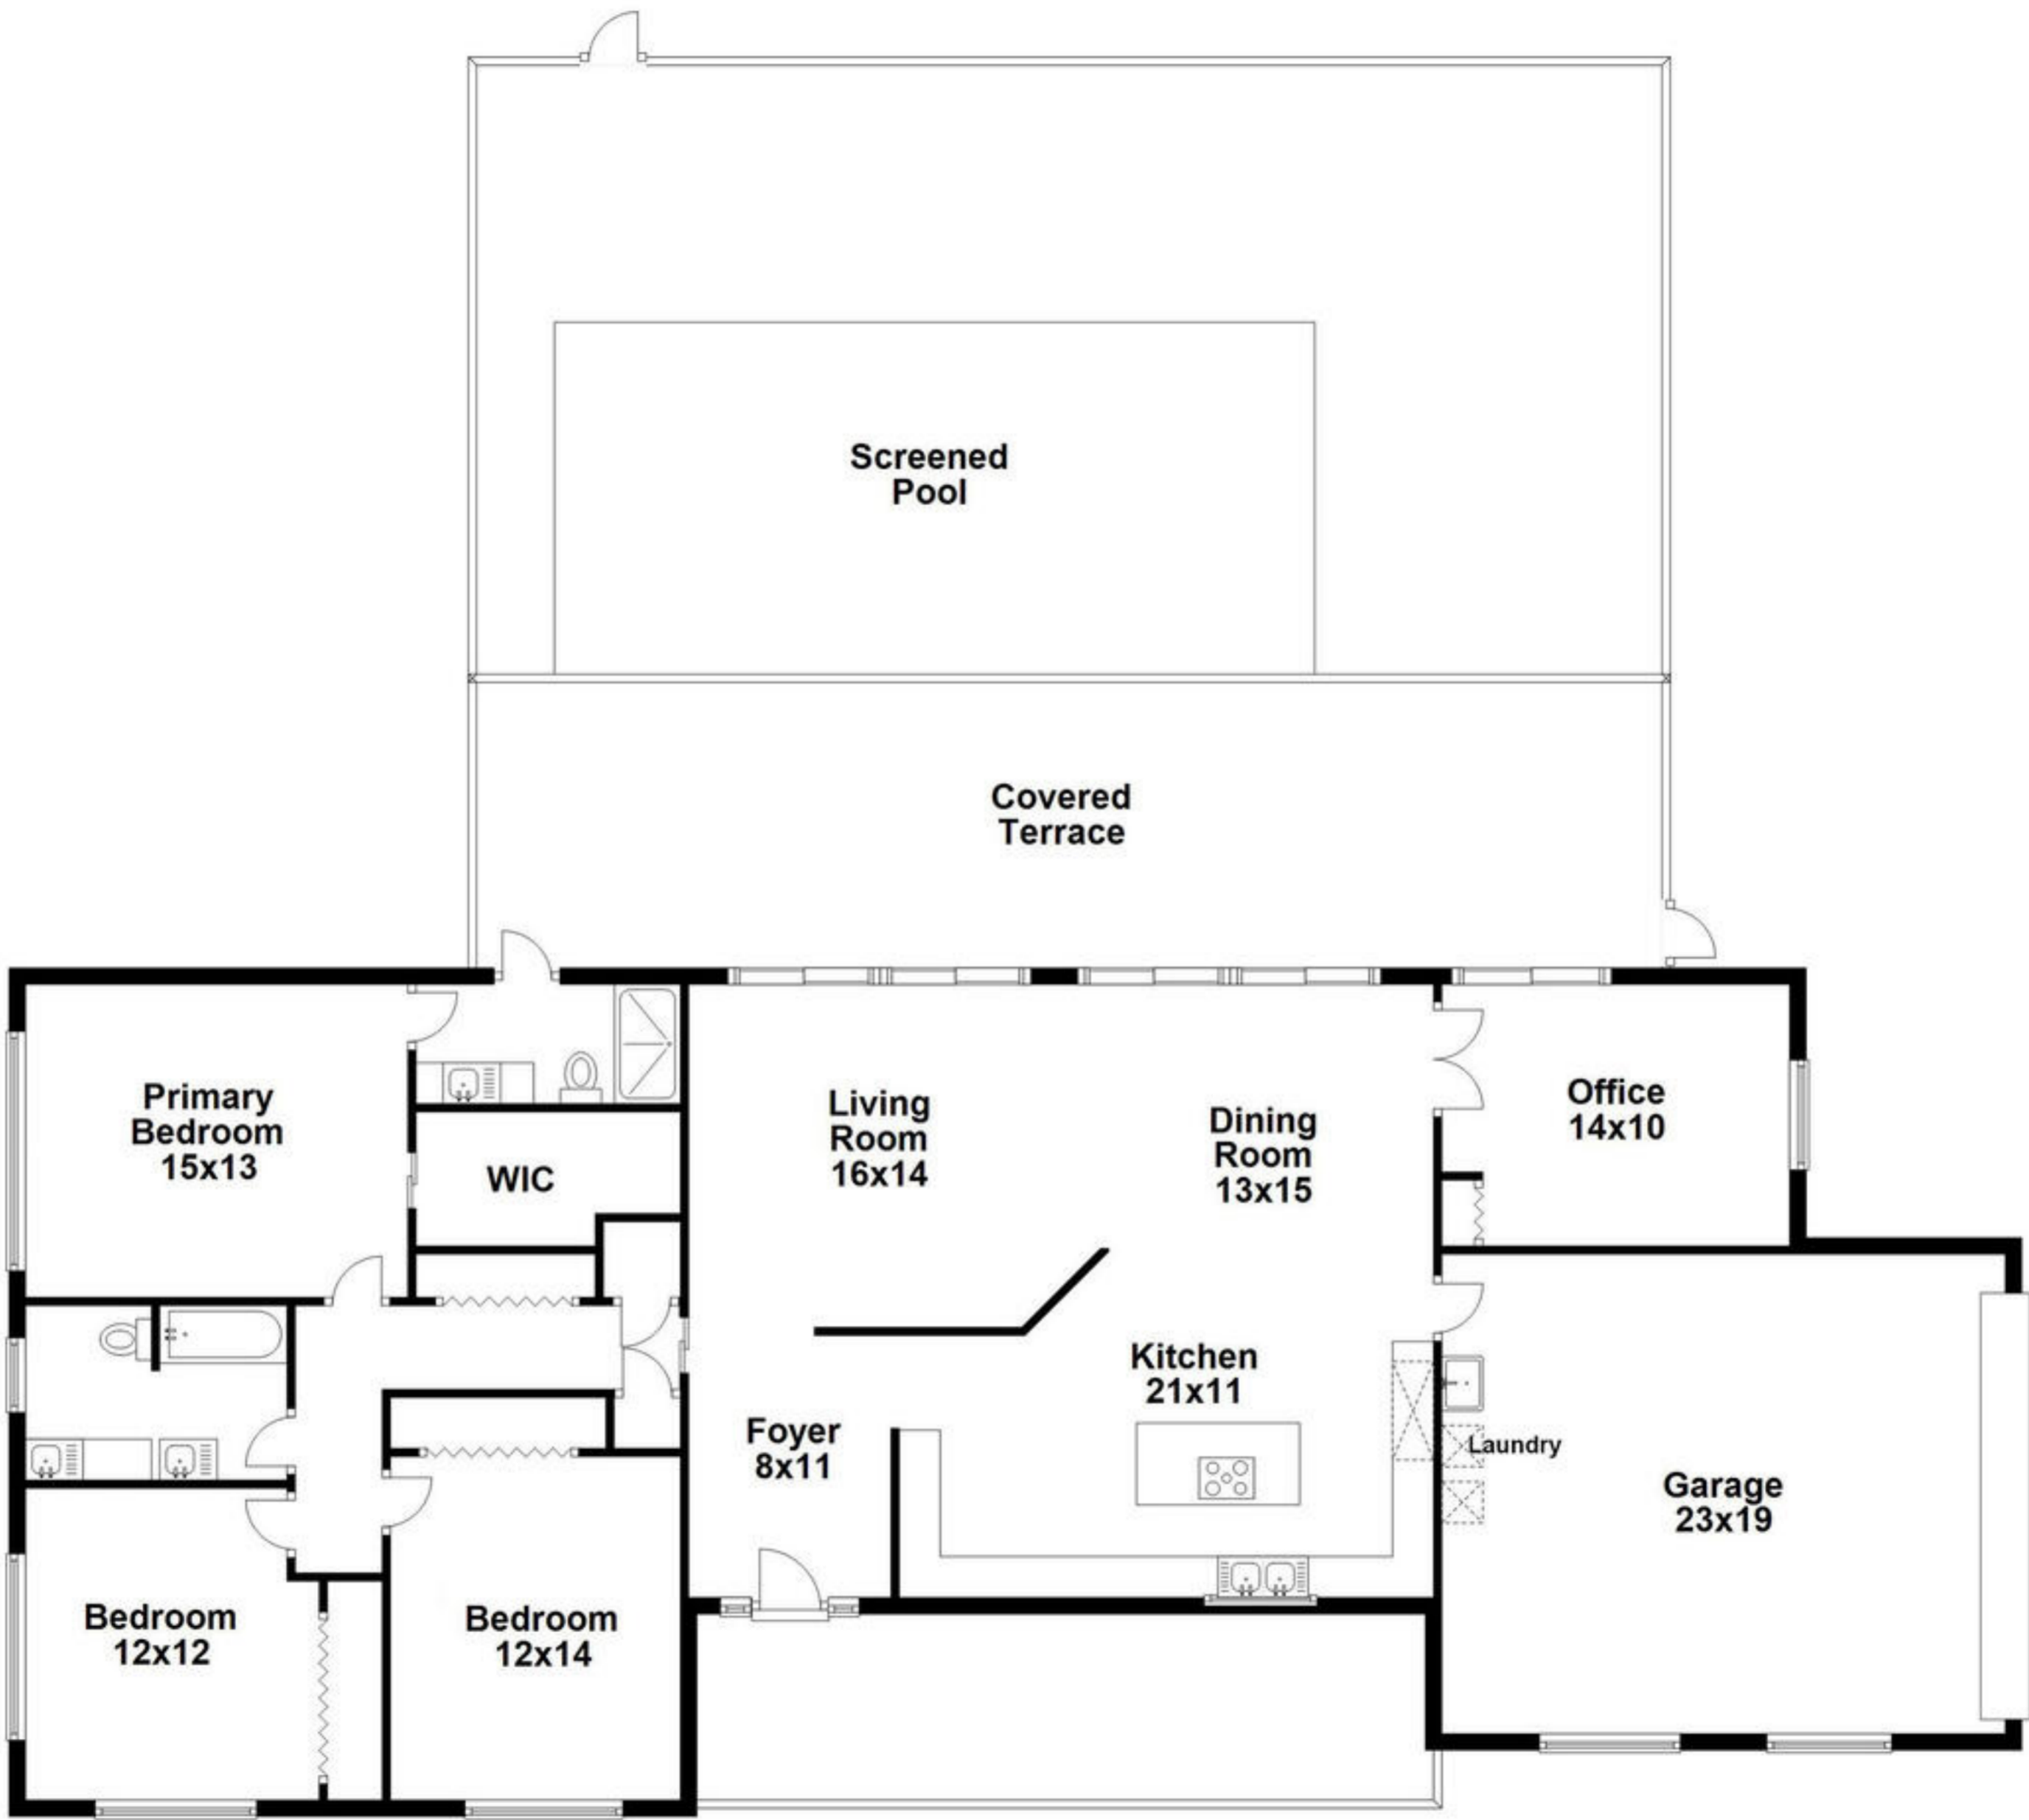 Screened
Pool
Covered
Terrace
Primary
Bedroom
15x13
WIC
Living
Room
16x14
Dining
Room
13x15
Office
14x10
Kitchen
21x11
Foyer
8x11
Laundry
Garage
23x19
Bedroom
12x12
Bedroom
12x14